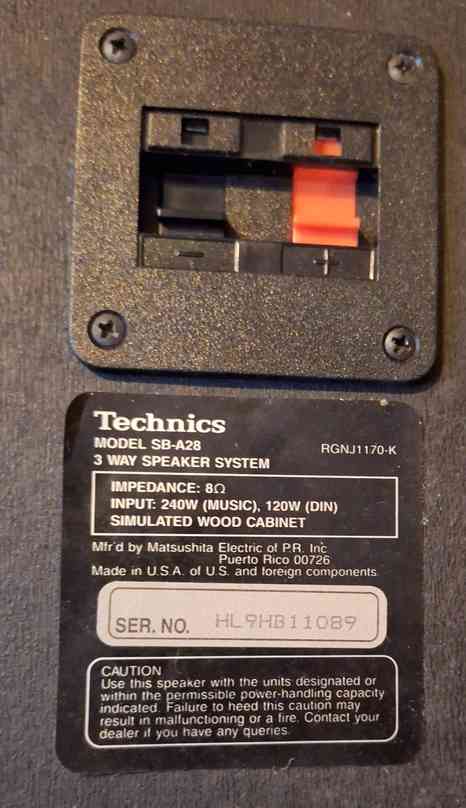 − +
Technics
MODEL SB-A28 RGNJ1170-K
3 WAY SPEAKER SYSTEM
IMPEDANCE: 8Ω
INPUT: 240W (MUSIC), 120W (DIN)
SIMULATED WOOD CABINET
Mfr'd by Matsushita Electric of P.R. Inc
Puerto Rico 00726
Made in U.S.A. of U.S. and foreign components.
SER. NO. HL9HB11089
CAUTION
Use this speaker with the units designated or
within the permissible power-handling capacity
indicated. Failure to heed this caution may
result in malfunctioning or a fire. Contact your
dealer if you have any queries.